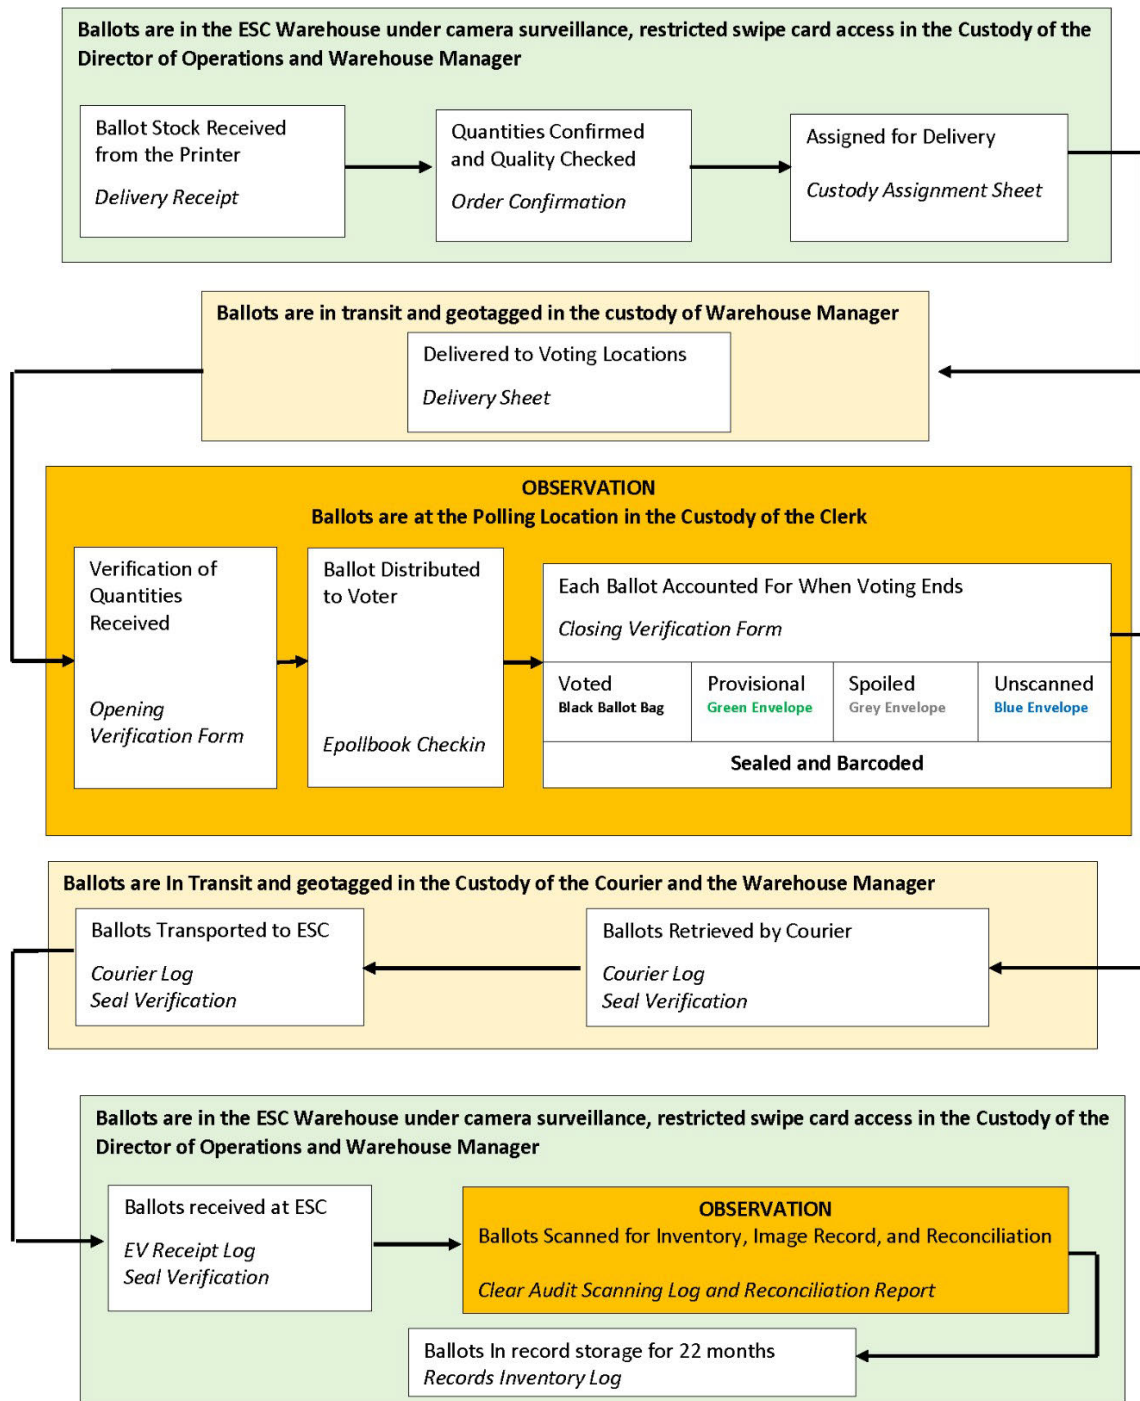 Ballots are in the ESC Warehouse under camera surveillance, restricted swipe card access in the Custody of the
Director of Operations and Warehouse Manager
Ballot Stock Received
from the Printer
Delivery Receipt
Quantities Confirmed
and Quality Checked
Order Confirmation
Assigned for Delivery
Custody Assignment Sheet
Ballots are in transit and geotagged in the custody of Warehouse Manager
Delivered to Voting Locations
Delivery Sheet
OBSERVATION
Ballots are at the Polling Location in the Custody of the Clerk
Verification of
Quantities
Received
Opening
Verification Form
Ballot Distributed
to Voter
Epollbook Checkin
Each Ballot Accounted For When Voting Ends
Closing Verification Form
Voted
Black Ballot Bag
Provisional
Green Envelope
Spoiled
Grey Envelope
Unscanned
Blue Envelope
Sealed and Barcoded
Ballots are In Transit and geotagged in the Custody of the Courier and the Warehouse Manager
Ballots Retrieved by Courier
Courier Log
Seal Verification
Ballots Transported to ESC
Courier Log
Seal Verification
Ballots are in the ESC Warehouse under camera surveillance, restricted swipe card access in the Custody of the
Director of Operations and Warehouse Manager
Ballots received at ESC
EV Receipt Log
Seal Verification
OBSERVATION
Ballots Scanned for Inventory, Image Record, and Reconciliation
Clear Audit Scanning Log and Reconciliation Report
Ballots In record storage for 22 months
Records Inventory Log